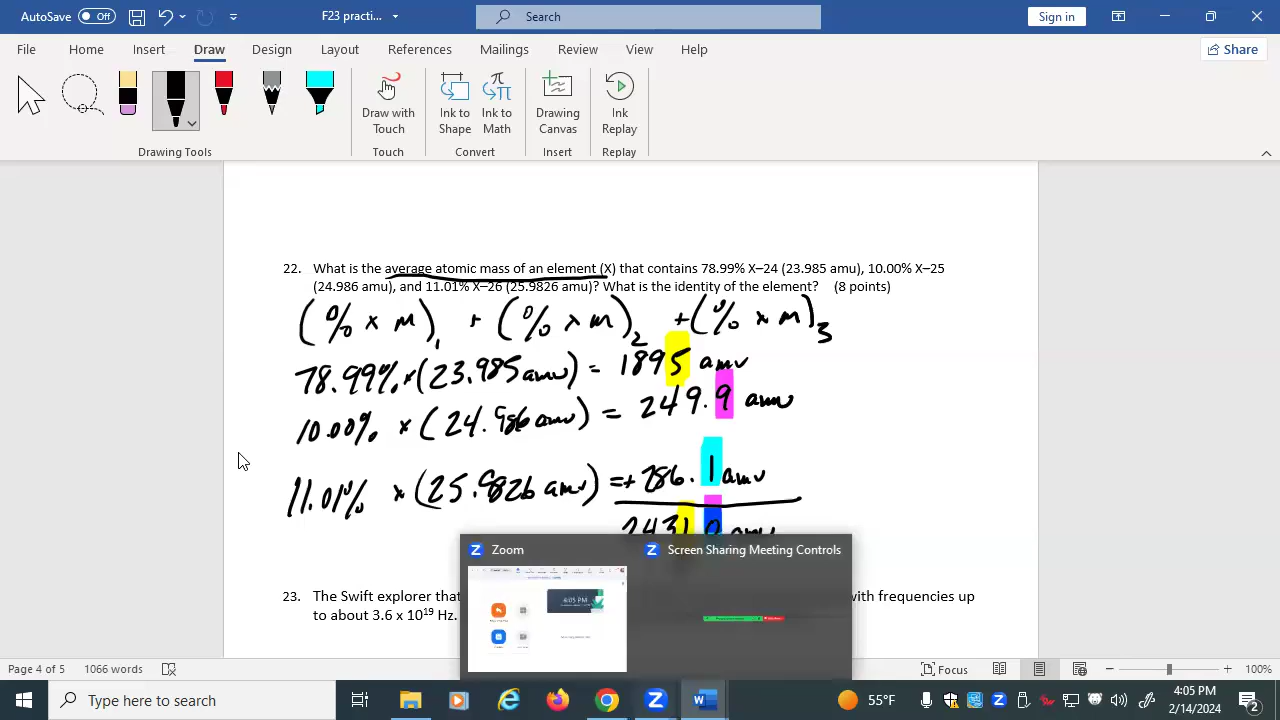 AutoSave Off F23 practi... Search Sign in
File Home Insert Draw Design Layout References Mailings Review View Help Share
Draw with Touch Ink to Shape Ink to Math Drawing Canvas Ink Replay
Drawing Tools Touch Convert Insert Replay
22. What is the average atomic mass of an element (X) that contains 78.99% X–24 (23.985 amu), 10.00% X–25
(24.986 amu), and 11.01% X–26 (25.9826 amu)? What is the identity of the element? (8 points)
(% x m)1 + (% x m)2 + (% x m)3
78.99% x (23.985 amu) = 1895 amu
10.00% x (24.986 amu) = 249.9 amu
11.01% x (25.9826 amu) = + 286.1 amu
2431.0 amu
Zoom Screen Sharing Meeting Controls
4:05 PM
23. The Swift explorer that with frequencies up
to about 3.6 x 10¹⁹ Hz.
Page 4 of 5 1066 words Focus 100%
Type here to search 55°F 4:05 PM
2/14/2024 2